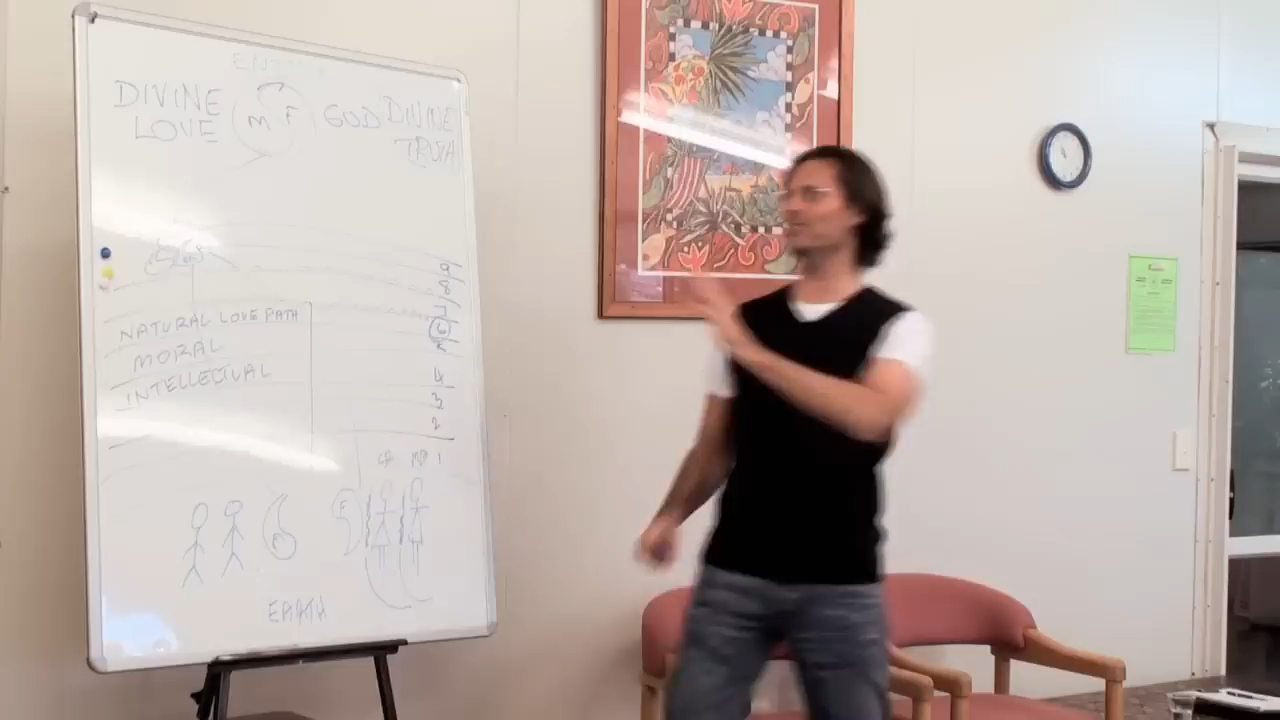 DIVINE
LOVE
M F
GOD
DIVINE
TRUTH
9
8
7
6
5
4
3
2
1
NATURAL LOVE PATH
MORAL
INTELLECTUAL
F
EARTH